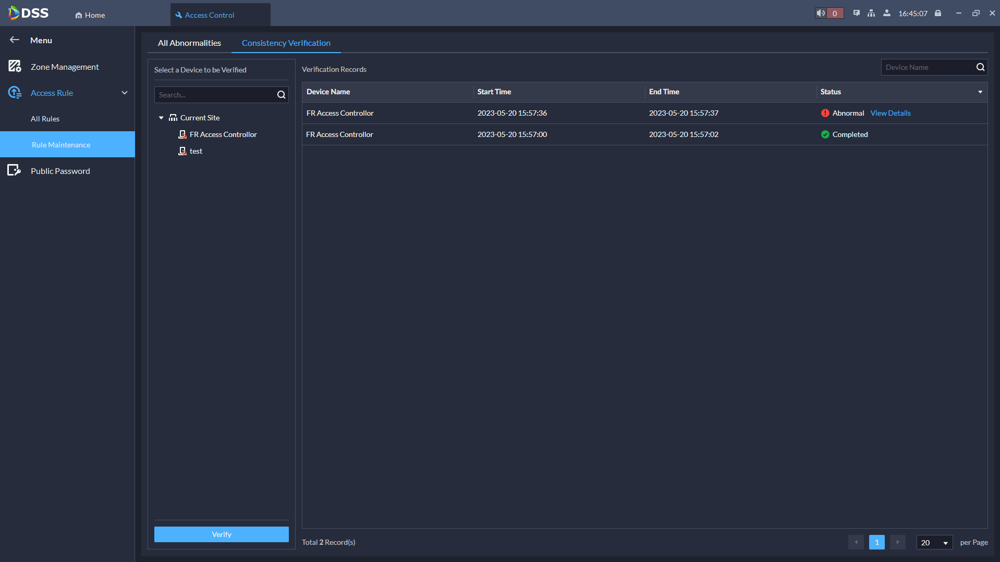 DSS
Home
Access Control
0
16:45:07
Menu
Zone Management
Access Rule
All Rules
Rule Maintenance
Public Password
All Abnormalities
Consistency Verification
Select a Device to be Verified
Search...
Current Site
FR Access Controllor
test
Verify
Verification Records
Device Name
Device Name Start Time End Time Status
FR Access Controllor 2023-05-20 15:57:36 2023-05-20 15:57:37 Abnormal View Details
FR Access Controllor 2023-05-20 15:57:00 2023-05-20 15:57:02 Completed
Total 2 Record(s)
1
20
per Page